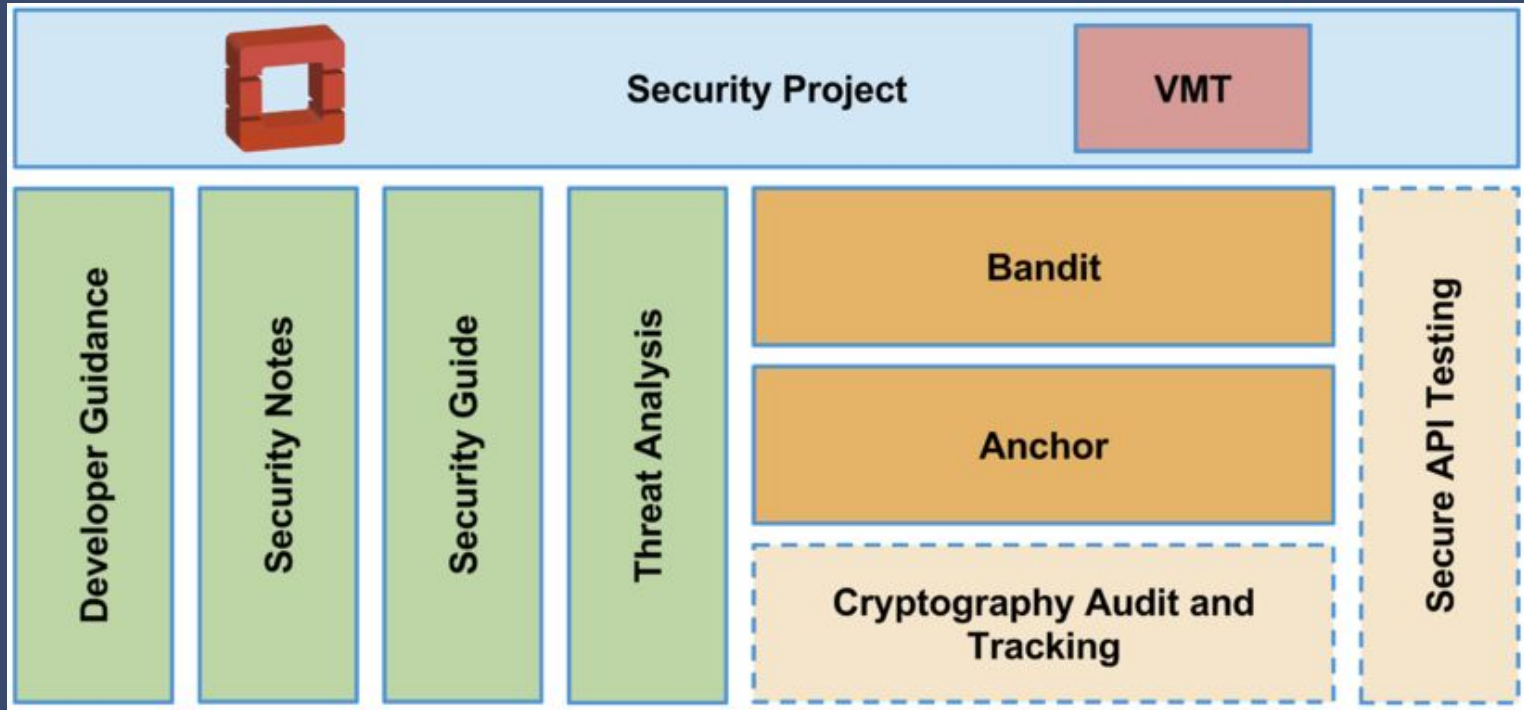 Security Project
VMT
Developer Guidance
Security Notes
Security Guide
Threat Analysis
Bandit
Anchor
Cryptography Audit and
Tracking
Secure API Testing